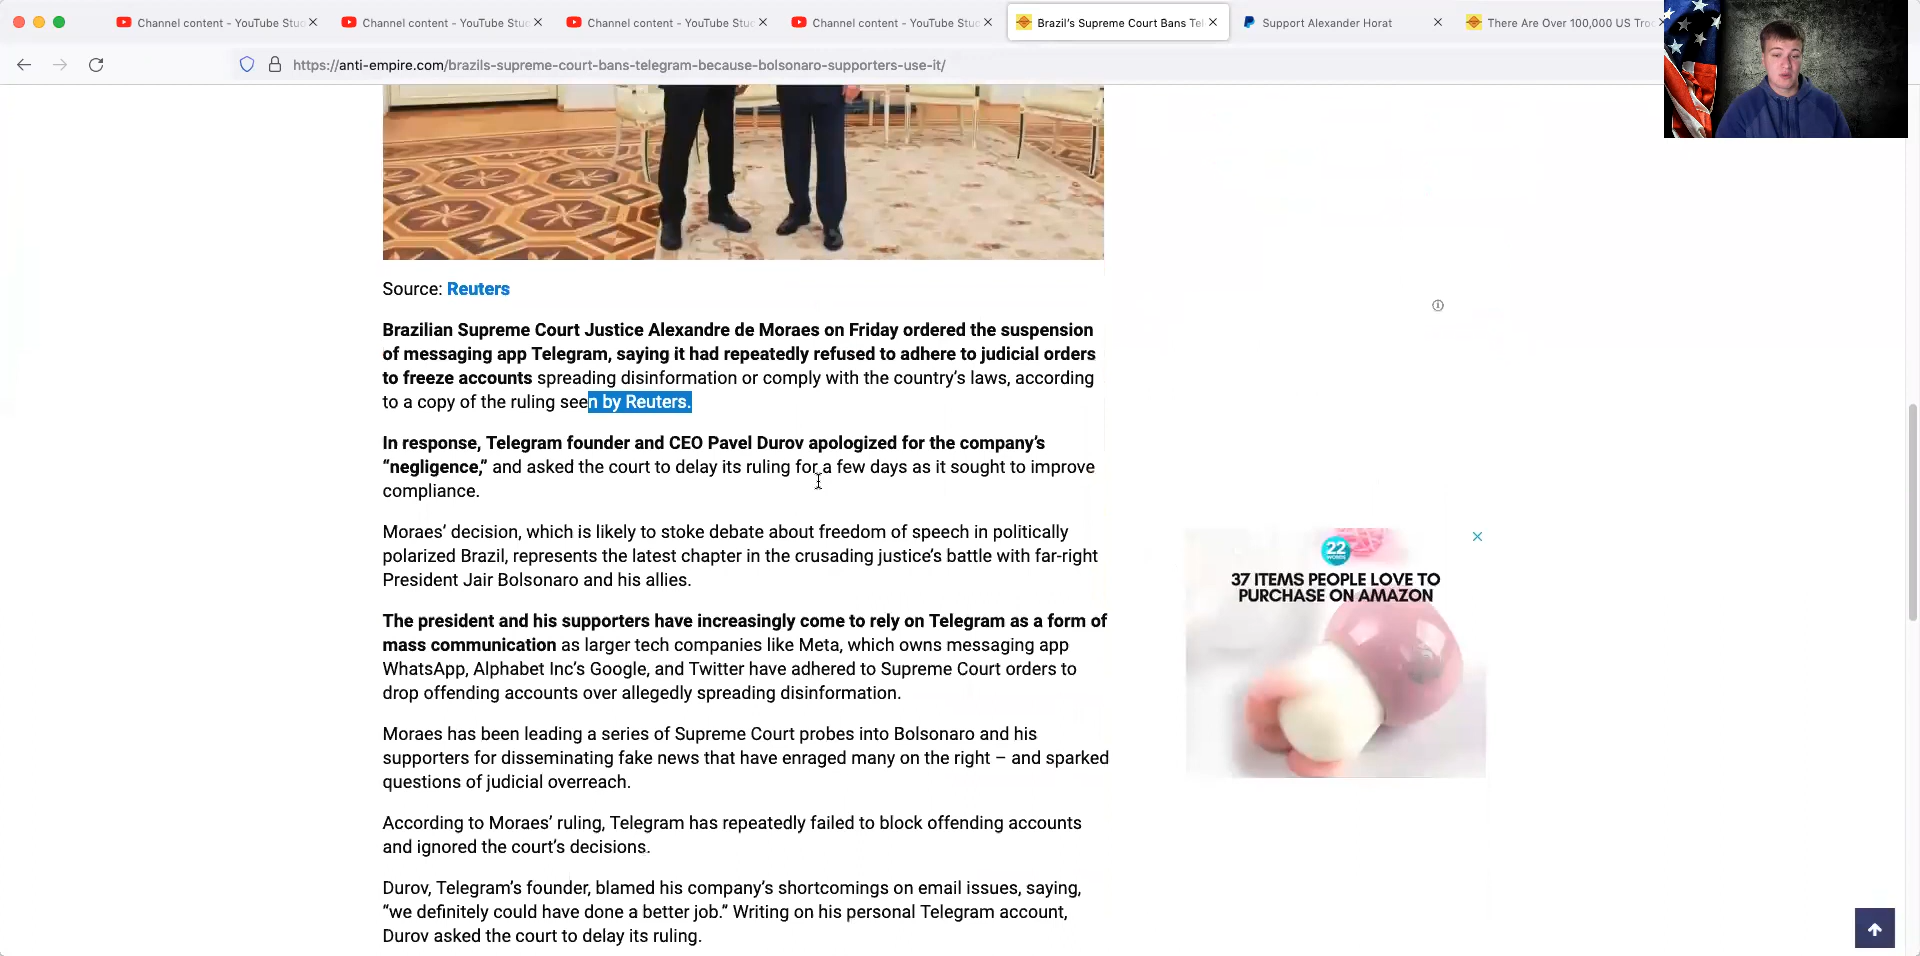 Channel content - YouTube Stu
Channel content - YouTube Stu
Channel content - YouTube Stu
Channel content - YouTube Stu
Brazil's Supreme Court Bans Te
Support Alexander Horat
There Are Over 100,000 US Tro
https://anti-empire.com/brazils-supreme-court-bans-telegram-because-bolsonaro-supporters-use-it/
Source: Reuters
Brazilian Supreme Court Justice Alexandre de Moraes on Friday ordered the suspension
of messaging app Telegram, saying it had repeatedly refused to adhere to judicial orders
to freeze accounts spreading disinformation or comply with the country's laws, according
to a copy of the ruling seen by Reuters.
In response, Telegram founder and CEO Pavel Durov apologized for the company's
“negligence,” and asked the court to delay its ruling for a few days as it sought to improve
compliance.
Moraes' decision, which is likely to stoke debate about freedom of speech in politically
polarized Brazil, represents the latest chapter in the crusading justice's battle with far-right
President Jair Bolsonaro and his allies.
The president and his supporters have increasingly come to rely on Telegram as a form of
mass communication as larger tech companies like Meta, which owns messaging app
WhatsApp, Alphabet Inc's Google, and Twitter have adhered to Supreme Court orders to
drop offending accounts over allegedly spreading disinformation.
Moraes has been leading a series of Supreme Court probes into Bolsonaro and his
supporters for disseminating fake news that have enraged many on the right – and sparked
questions of judicial overreach.
According to Moraes' ruling, Telegram has repeatedly failed to block offending accounts
and ignored the court's decisions.
Durov, Telegram's founder, blamed his company's shortcomings on email issues, saying,
“we definitely could have done a better job.” Writing on his personal Telegram account,
Durov asked the court to delay its ruling.
22
WORDS
37 ITEMS PEOPLE LOVE TO
PURCHASE ON AMAZON